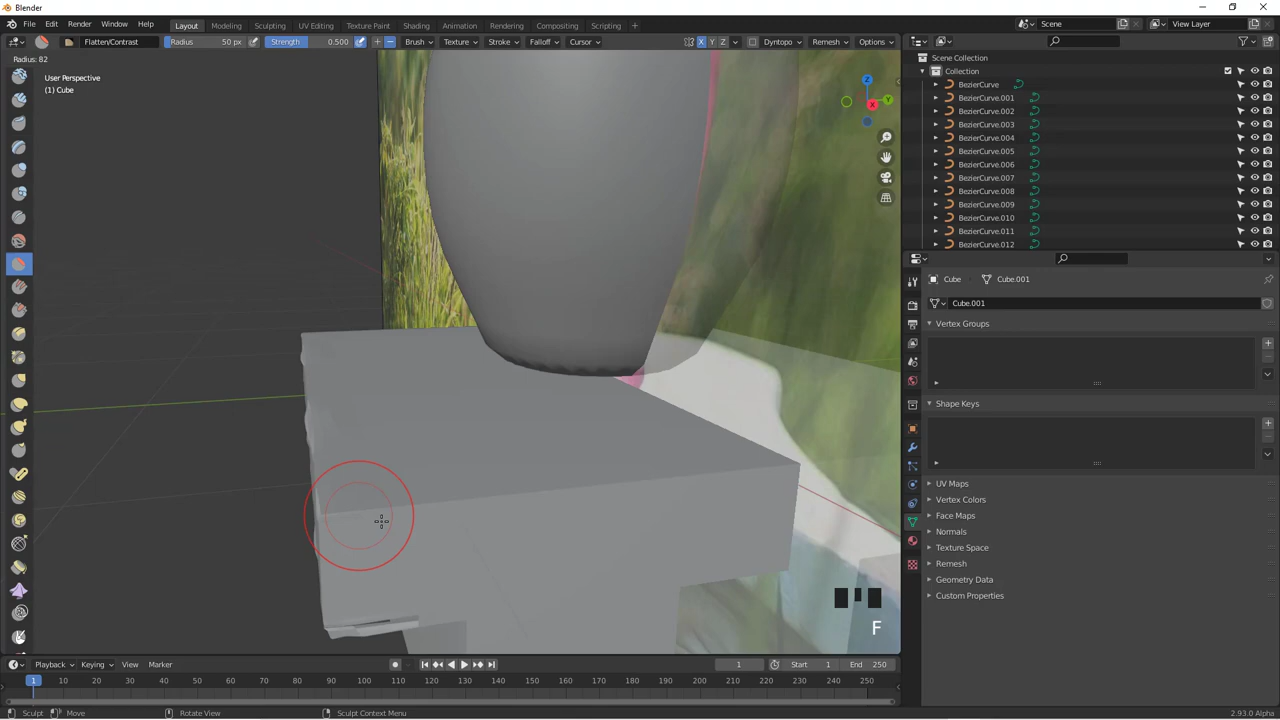 Blender
File Edit Render Window Help
Layout Modeling Sculpting UV Editing Texture Paint Shading Animation Rendering Compositing Scripting
Scene View Layer
Flatten/Contrast Radius 50 px Strength 0.500 Brush Texture Stroke Falloff Cursor X Y Z Dyntopo Remesh Options
Radius: 82
User Perspective
(1) Cube
Z
Y
X
F
Scene Collection
Collection
BezierCurve
BezierCurve.001
BezierCurve.002
BezierCurve.003
BezierCurve.004
BezierCurve.005
BezierCurve.006
BezierCurve.007
BezierCurve.008
BezierCurve.009
BezierCurve.010
BezierCurve.011
BezierCurve.012
Cube Cube.001
Cube.001
Vertex Groups
Shape Keys
UV Maps
Vertex Colors
Face Maps
Normals
Texture Space
Remesh
Geometry Data
Custom Properties
Playback Keying View Marker 1 Start 1 End 250
1 10 20 30 40 50 60 70 80 90 100 110 120 130 140 150 160 170 180 190 200 210 220 230 240 250
Sculpt Move Rotate View Sculpt Context Menu 2.93.0 Alpha